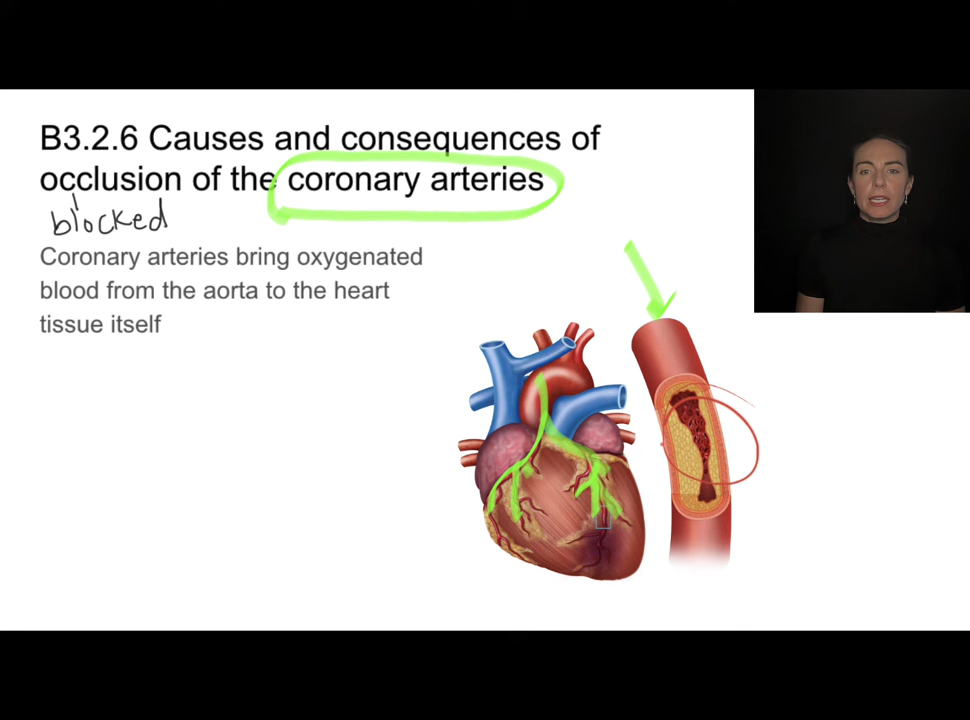 B3.2.6 Causes and consequences of
occlusion of the coronary arteries
blocked
Coronary arteries bring oxygenated
blood from the aorta to the heart
tissue itself